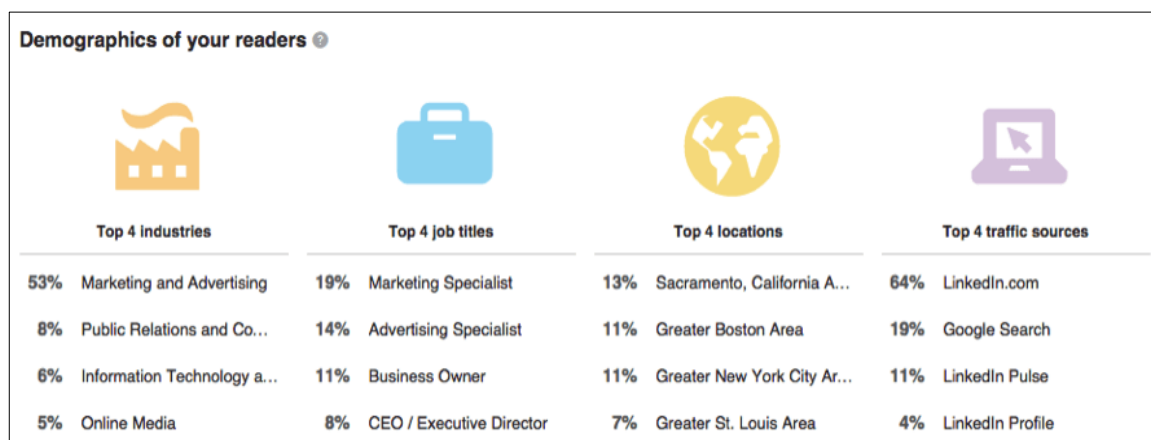 Demographics of your readers ?
Top 4 industries
53% Marketing and Advertising
8% Public Relations and Co...
6% Information Technology a...
5% Online Media
Top 4 job titles
19% Marketing Specialist
14% Advertising Specialist
11% Business Owner
8% CEO / Executive Director
Top 4 locations
13% Sacramento, California A...
11% Greater Boston Area
11% Greater New York City Ar...
7% Greater St. Louis Area
Top 4 traffic sources
64% LinkedIn.com
19% Google Search
11% LinkedIn Pulse
4% LinkedIn Profile